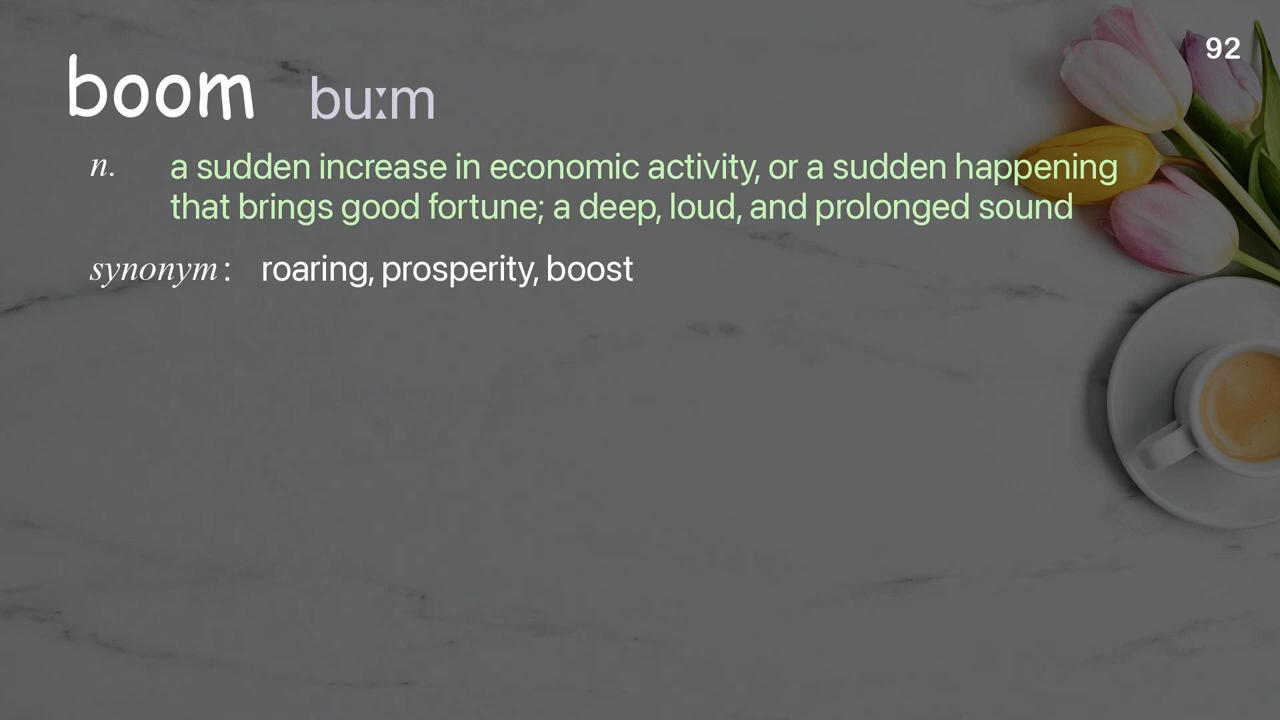 92
boom buːm
n. a sudden increase in economic activity, or a sudden happening
that brings good fortune; a deep, loud, and prolonged sound
synonym: roaring, prosperity, boost